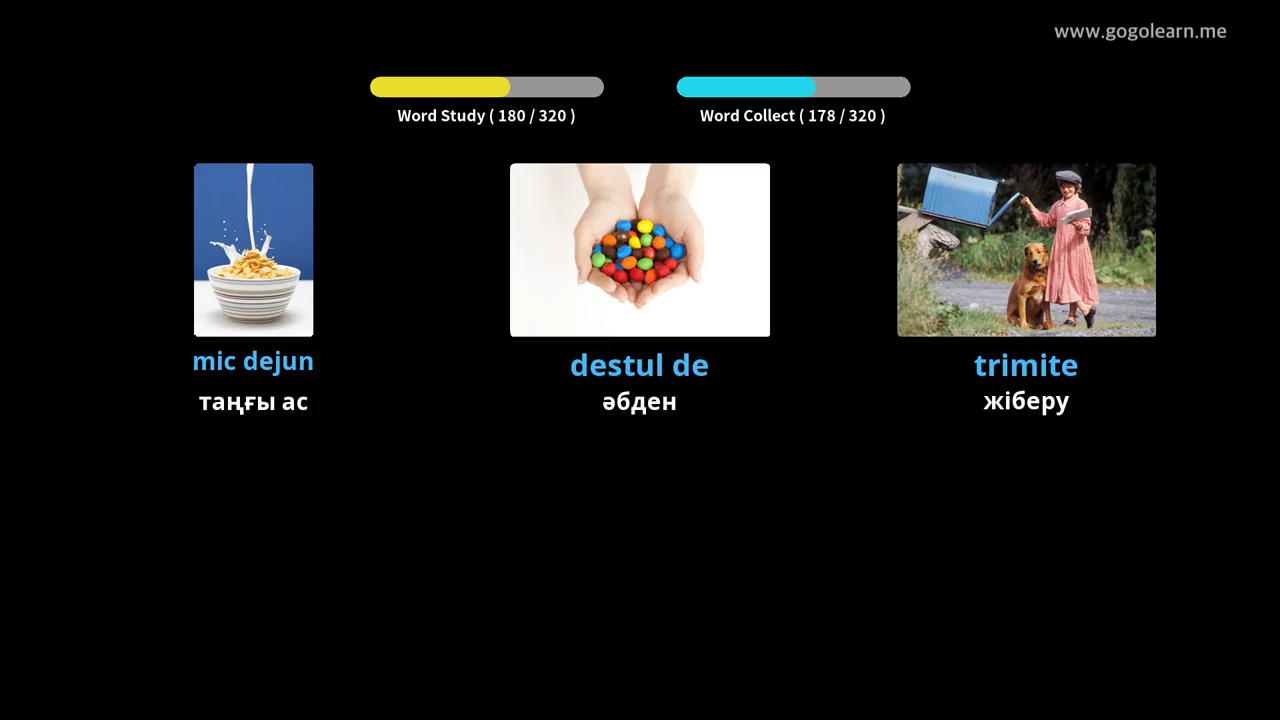 www.gogolearn.me
Word Study ( 180 / 320 )
Word Collect ( 178 / 320 )
mic dejun
таңғы ас
destul de
әбден
trimite
жіберу